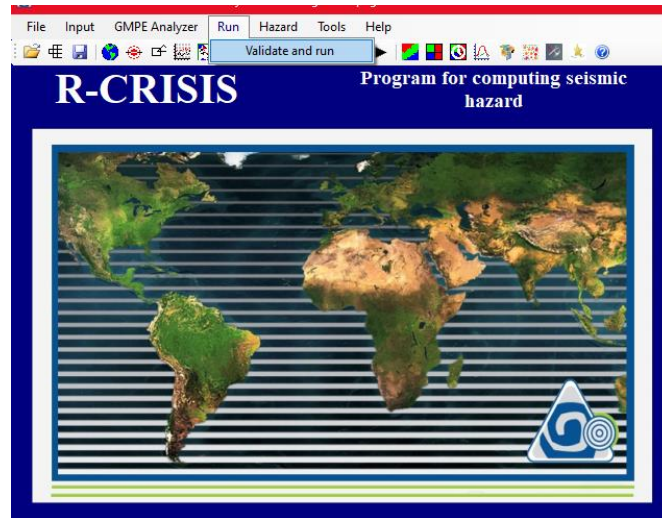 File Input GMPE Analyzer Run Hazard Tools Help
Validate and run
R-CRISIS
Program for computing seismic
hazard